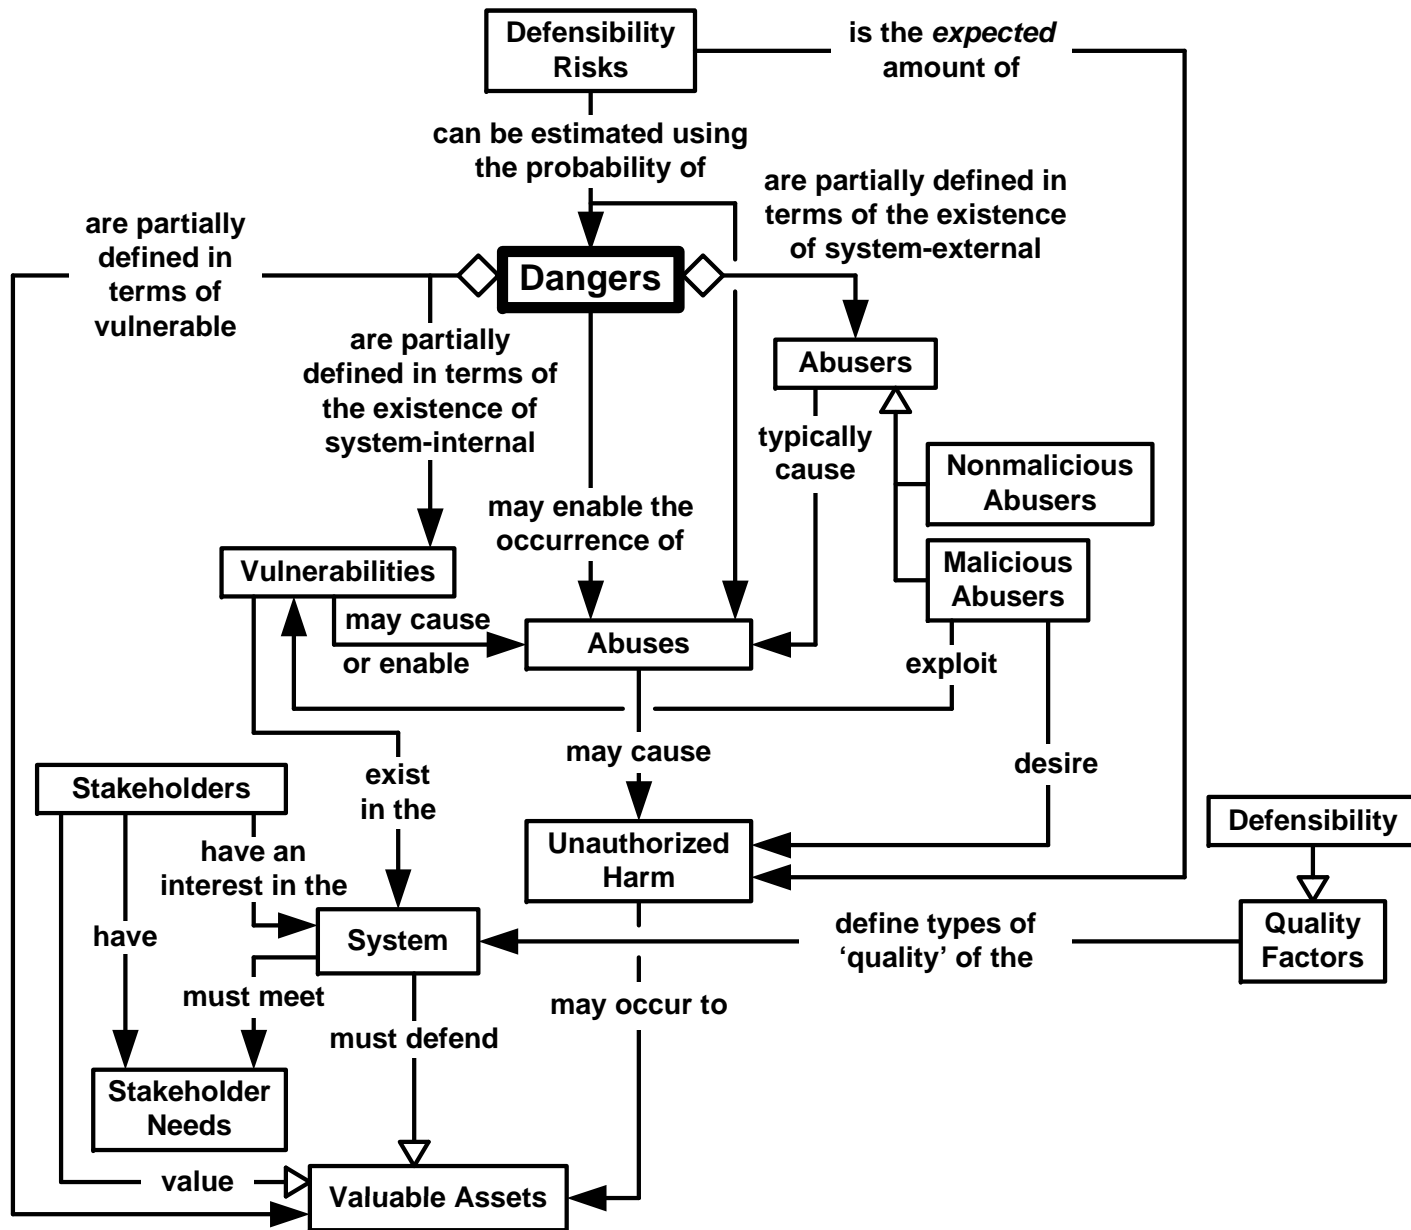 Defensibility
Risks
is the expected
amount of
can be estimated using
the probability of
are partially defined in
terms of the existence
of system-external
are partially
defined in
terms of
vulnerable
Dangers
are partially
defined in terms of
the existence of
system-internal
Abusers
typically
cause
Nonmalicious
Abusers
may enable the
occurrence of
Vulnerabilities
Malicious
Abusers
may cause
or enable
Abuses
exploit
may cause
desire
exist
in the
Stakeholders
Defensibility
have an
interest in the
Unauthorized
Harm
have
System
define types of
‘quality’ of the
Quality
Factors
must meet
may occur to
must defend
Stakeholder
Needs
value
Valuable Assets